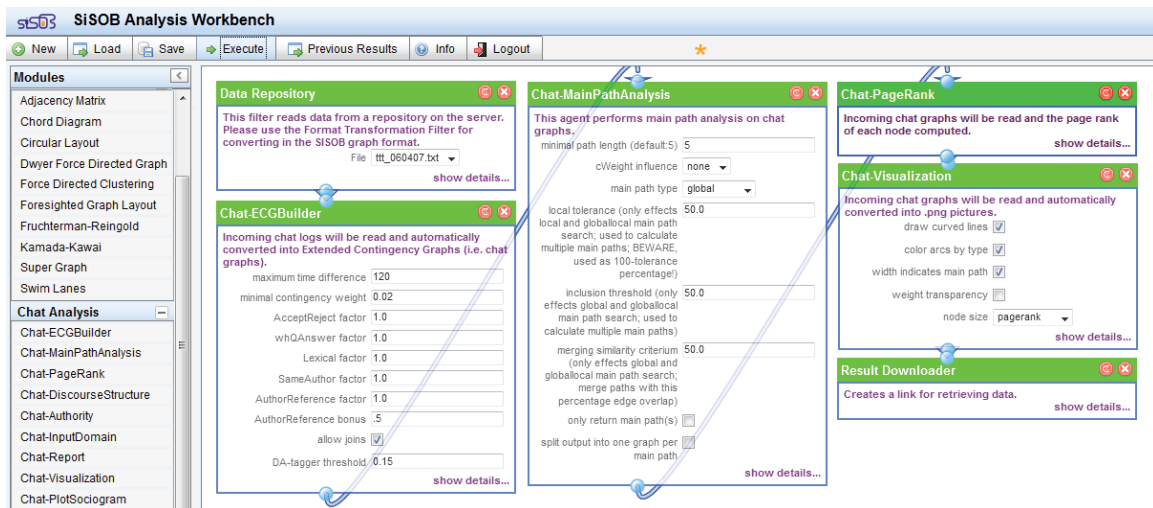 SiSOB SiSOB Analysis Workbench
New Load Save Execute Previous Results Info Logout *
Modules
Adjacency Matrix
Chord Diagram
Circular Layout
Dwyer Force Directed Graph
Force Directed Clustering
Foresighted Graph Layout
Fruchterman-Reingold
Kamada-Kawai
Super Graph
Swim Lanes
Chat Analysis
Chat-ECGBuilder
Chat-MainPathAnalysis
Chat-PageRank
Chat-DiscourseStructure
Chat-Authority
Chat-InputDomain
Chat-Report
Chat-Visualization
Chat-PlotSociogram
Data Repository
This filter reads data from a repository on the server.
Please use the Format Transformation Filter for
converting in the SISOB graph format.
File ttt_060407.txt
show details...
Chat-ECGBuilder
Incoming chat logs will be read and automatically
converted into Extended Contingency Graphs (i.e. chat
graphs).
maximum time difference 120
minimal contingency weight 0.02
AcceptReject factor 1.0
whQAnswer factor 1.0
Lexical factor 1.0
SameAuthor factor 1.0
AuthorReference factor 1.0
AuthorReference bonus .5
allow joins
DA-tagger threshold 0.15
show details...
Chat-MainPathAnalysis
This agent performs main path analysis on chat
graphs.
minimal path length (default:5) 5
cWeight influence none
main path type global
local tolerance (only effects 50.0
local and globallocal main path
search; used to calculate
multiple main paths; BEWARE,
used as 100-tolerance
percentage!)
inclusion threshold (only 50.0
effects global and globallocal
main path search; used to
calculate multiple main paths)
merging similarity criterium 50.0
(only effects global and
globallocal main path search;
merge paths with this
percentage edge overlap)
only return main path(s)
split output into one graph per
main path
show details...
Chat-PageRank
Incoming chat graphs will be read and the page rank
of each node computed.
show details...
Chat-Visualization
Incoming chat graphs will be read and automatically
converted into .png pictures.
draw curved lines
color arcs by type
width indicates main path
weight transparency
node size pagerank
show details...
Result Downloader
Creates a link for retrieving data.
show details...